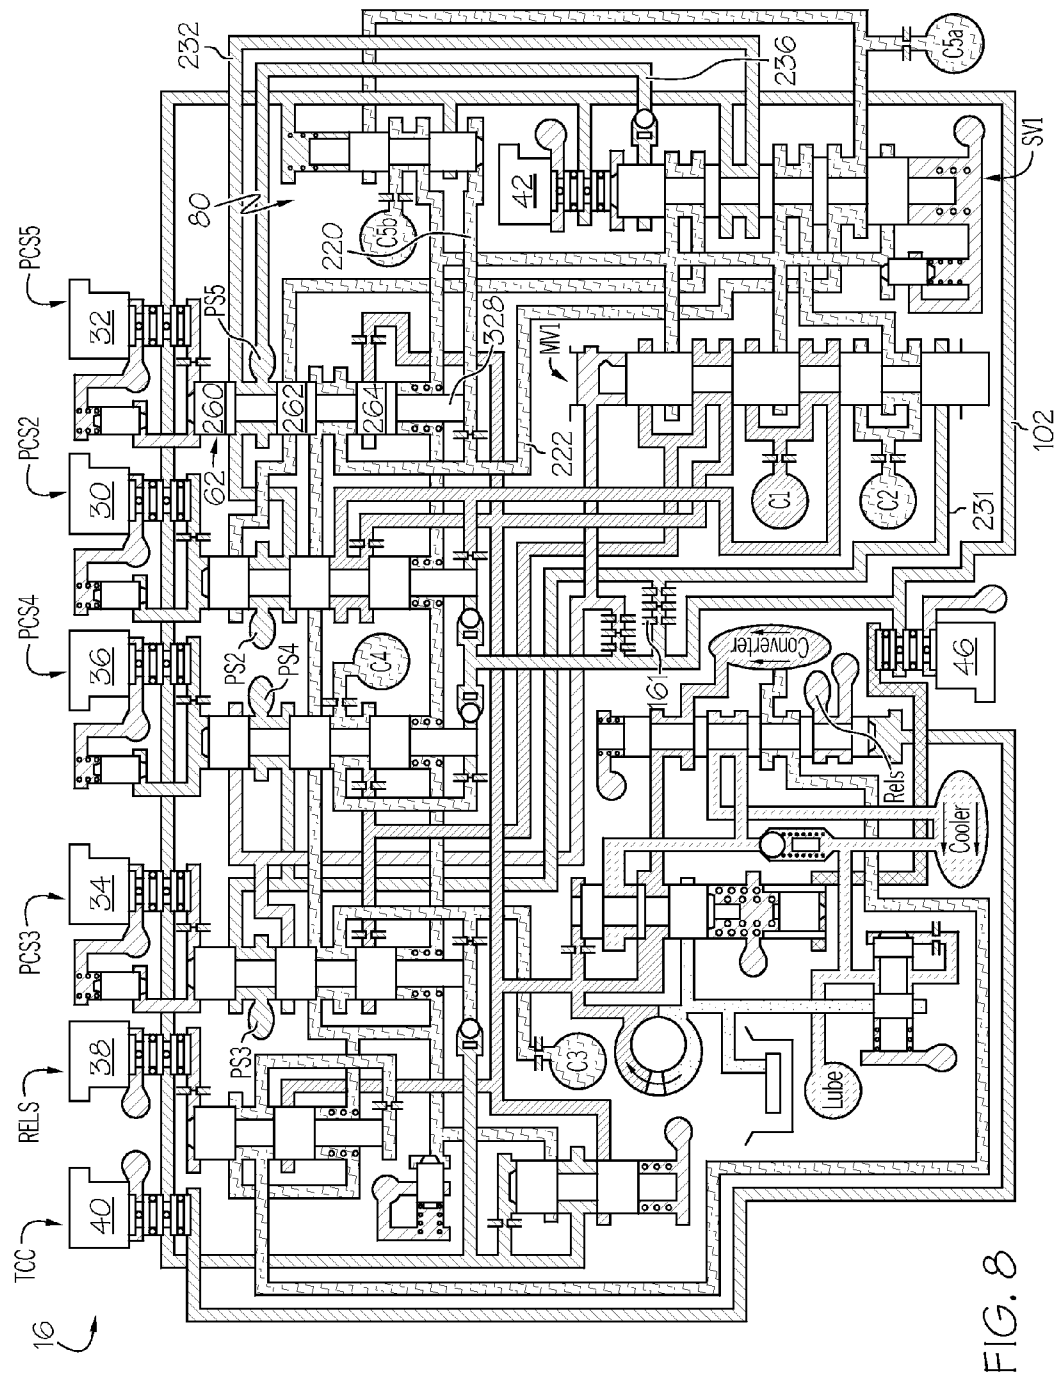 16
TCC
RELS
PCS3
PCS4
PCS2
PCS5
40
38
34
36
30
32
80
232
236
C5a
C5b
220
42
SV1
PS5
260
262
264
62
328
222
MV1
PS2
PS4
PS3
C4
C1
C2
231
102
161
Converter
46
Rels
Cooler
C3
Lube
FIG. 8